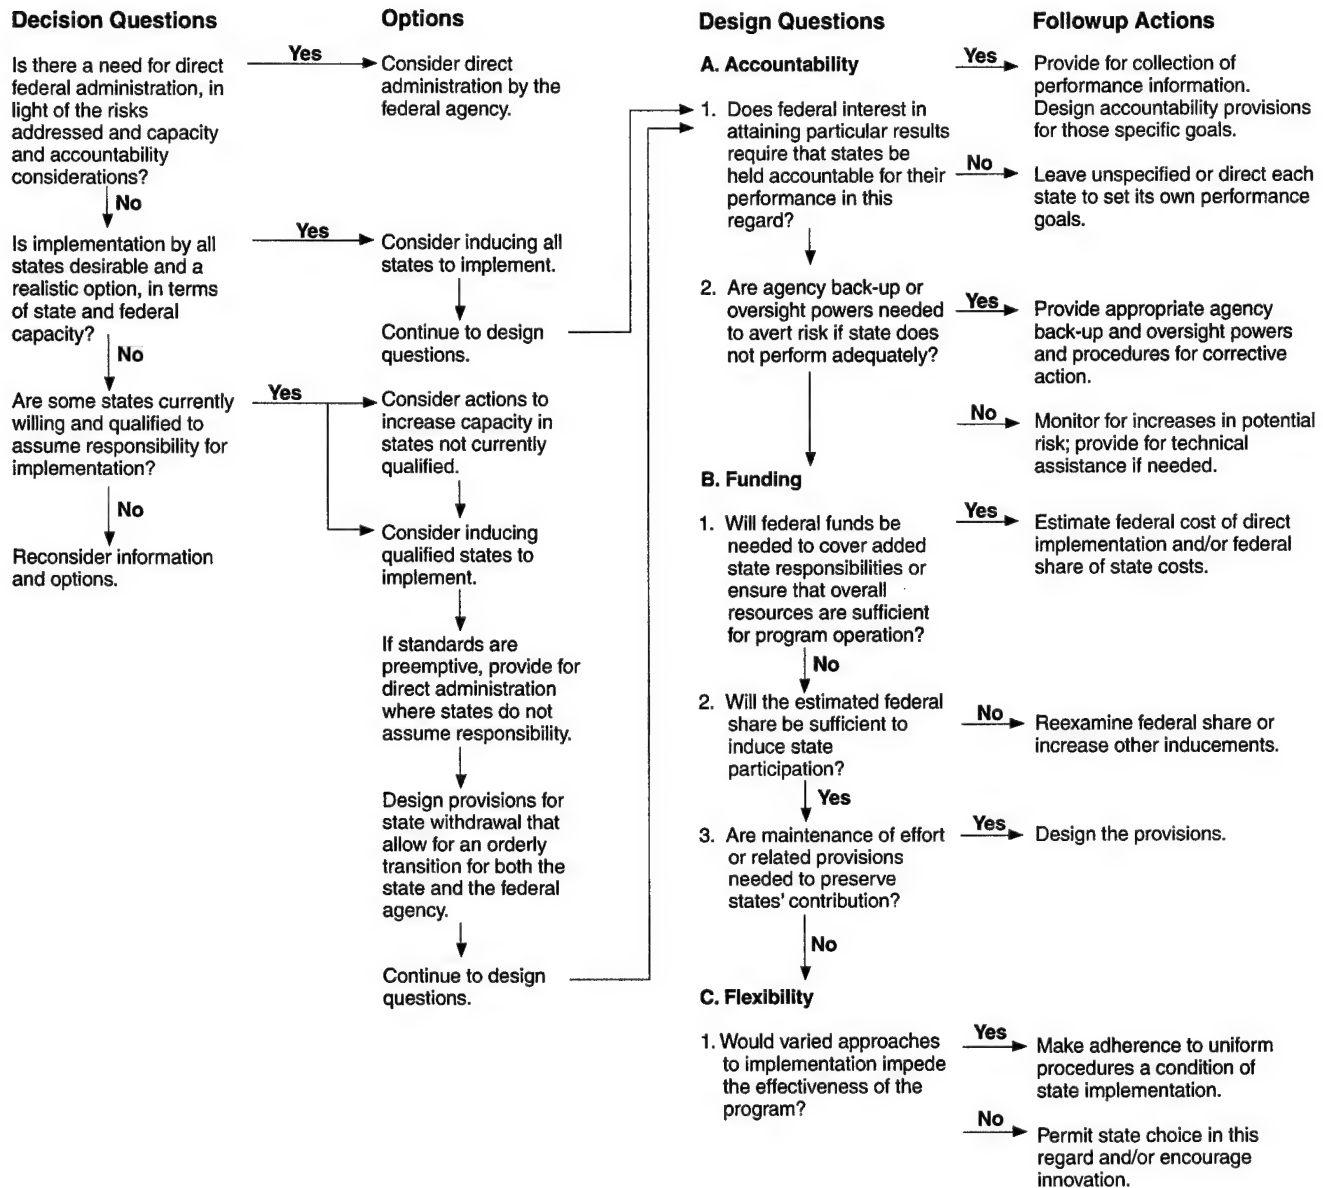 Decision Questions
Is there a need for direct
federal administration, in
light of the risks
addressed and capacity
and accountability
considerations?
Yes
No
Is implementation by all
states desirable and a
realistic option, in terms
of state and federal
capacity?
Yes
No
Are some states currently
willing and qualified to
assume responsibility for
implementation?
Yes
No
Reconsider information
and options.
Options
Consider direct
administration by the
federal agency.
Consider inducing all
states to implement.
Continue to design
questions.
Consider actions to
increase capacity in
states not currently
qualified.
Consider inducing
qualified states to
implement.
If standards are
preemptive, provide for
direct administration
where states do not
assume responsibility.
Design provisions for
state withdrawal that
allow for an orderly
transition for both the
state and the federal
agency.
Continue to design
questions.
Design Questions
Followup Actions
A. Accountability
1. Does federal interest in
attaining particular results
require that states be
held accountable for their
performance in this
regard?
Yes
Provide for collection of
performance information.
Design accountability provisions
for those specific goals.
No
Leave unspecified or direct each
state to set its own performance
goals.
2. Are agency back-up or
oversight powers needed
to avert risk if state does
not perform adequately?
Yes
Provide appropriate agency
back-up and oversight powers
and procedures for corrective
action.
No
Monitor for increases in potential
risk; provide for technical
assistance if needed.
B. Funding
1. Will federal funds be
needed to cover added
state responsibilities or
ensure that overall
resources are sufficient
for program operation?
Yes
Estimate federal cost of direct
implementation and/or federal
share of state costs.
No
2. Will the estimated federal
share be sufficient to
induce state
participation?
No
Reexamine federal share or
increase other inducements.
Yes
3. Are maintenance of effort
or related provisions
needed to preserve
states' contribution?
Yes
Design the provisions.
No
C. Flexibility
1. Would varied approaches
to implementation impede
the effectiveness of the
program?
Yes
Make adherence to uniform
procedures a condition of
state implementation.
No
Permit state choice in this
regard and/or encourage
innovation.